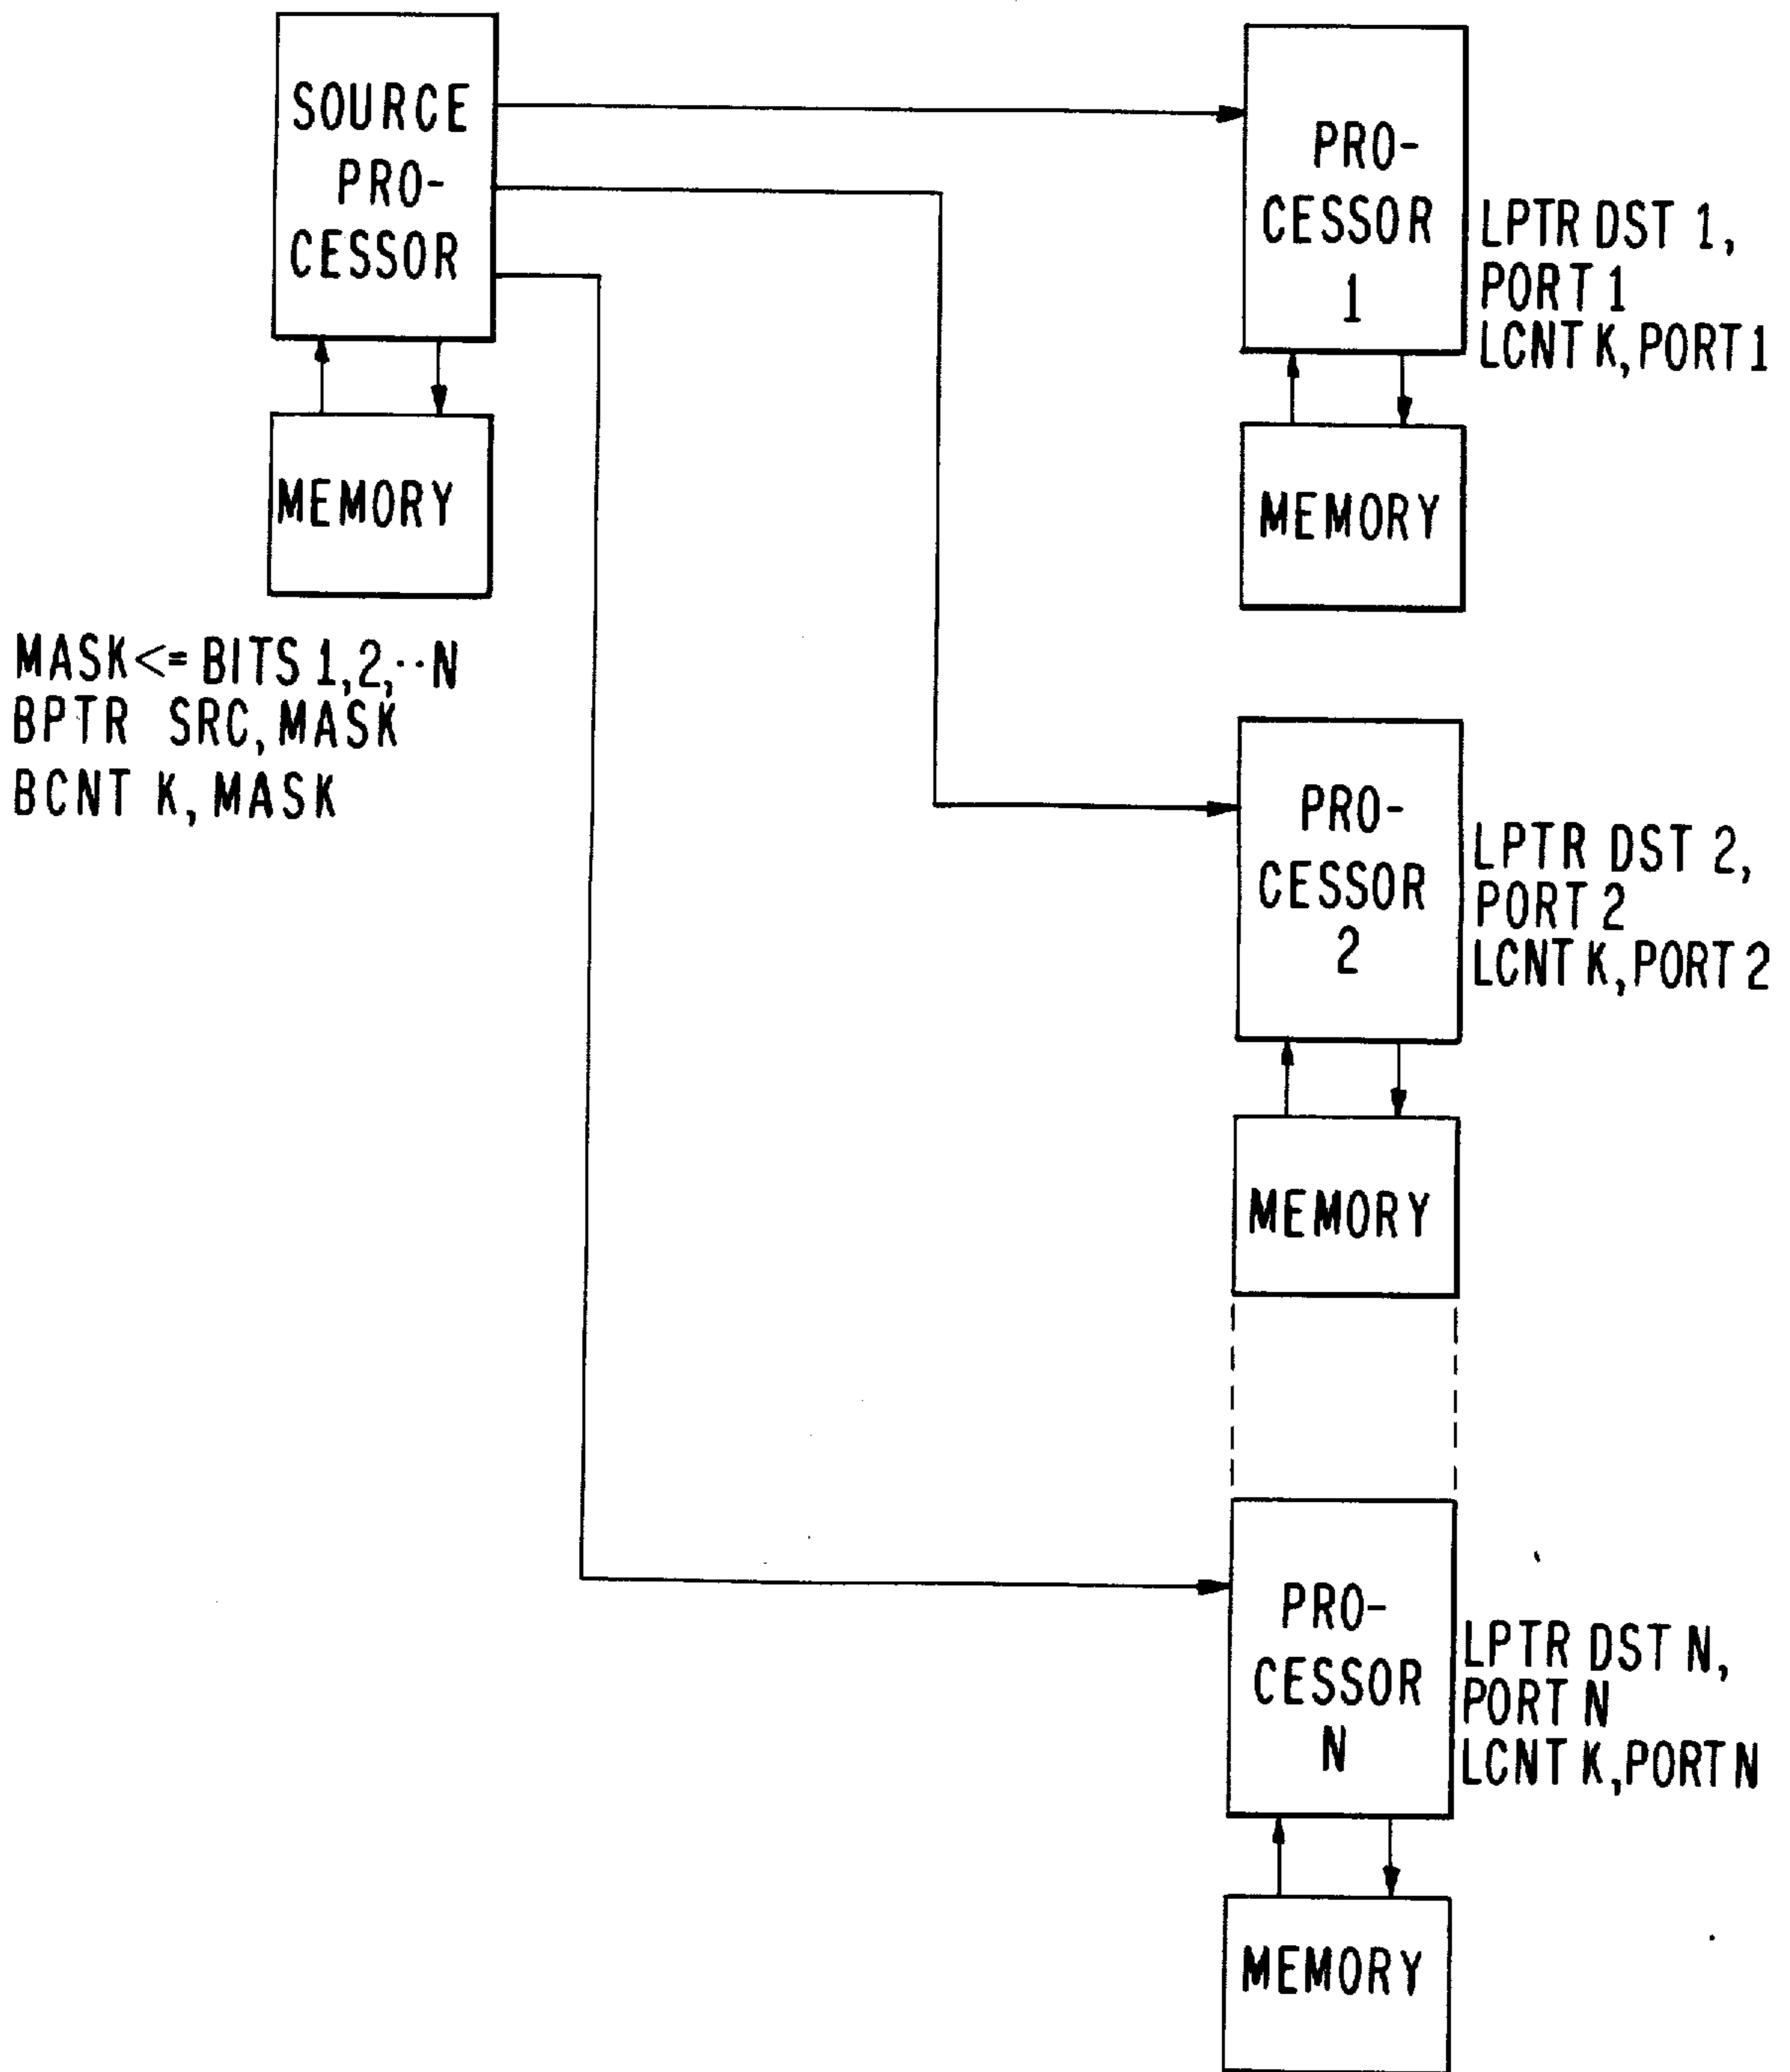 SOURCE
PRO-
CESSOR
MEMORY
MASK<= BITS 1,2,··N
BPTR SRC, MASK
BCNT K, MASK
PRO-
CESSOR
1
LPTR DST 1,
PORT 1
LCNT K, PORT 1
MEMORY
PRO-
CESSOR
2
LPTR DST 2,
PORT 2
LCNT K, PORT 2
MEMORY
PRO-
CESSOR
N
LPTR DST N,
PORT N
LCNT K, PORT N
MEMORY